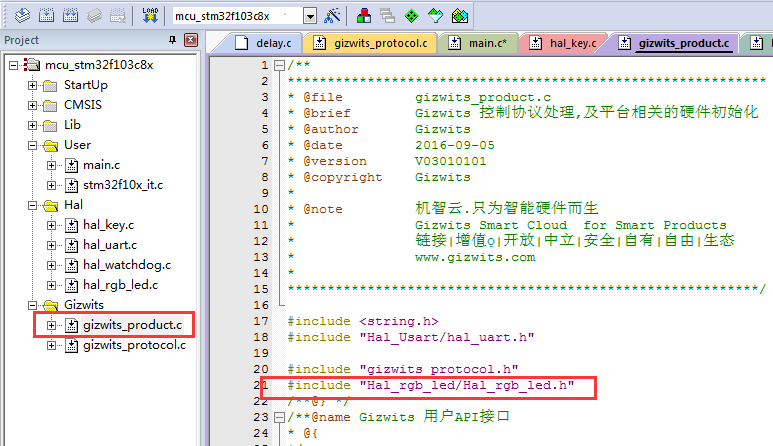 LOAD
mcu_stm32f103c8x
Project
mcu_stm32f103c8x
StartUp
CMSIS
Lib
User
main.c
stm32f10x_it.c
Hal
hal_key.c
hal_uart.c
hal_watchdog.c
hal_rgb_led.c
Gizwits
gizwits_product.c
gizwits_protocol.c
delay.c
gizwits_protocol.c
main.c*
hal_key.c
gizwits_product.c
1 /**
2 ************************************************************
3 * @file gizwits_product.c
4 * @brief Gizwits 控制协议处理,及平台相关的硬件初始化
5 * @author Gizwits
6 * @date 2016-09-05
7 * @version V03010101
8 * @copyright Gizwits
9 *
10 * @note 机智云.只为智能硬件而生
11 * Gizwits Smart Cloud for Smart Products
12 * 链接|增值ǫ|开放|中立|安全|自有|自由|生态
13 * www.gizwits.com
14 *
15 ***********************************************************/
16
17 #include <string.h>
18 #include "Hal_Usart/hal_uart.h"
19
20 #include "gizwits_protocol.h"
21 #include "Hal_rgb_led/Hal_rgb_led.h"
22 /**@} */
23 /**@name Gizwits 用户API接口
24 * @{